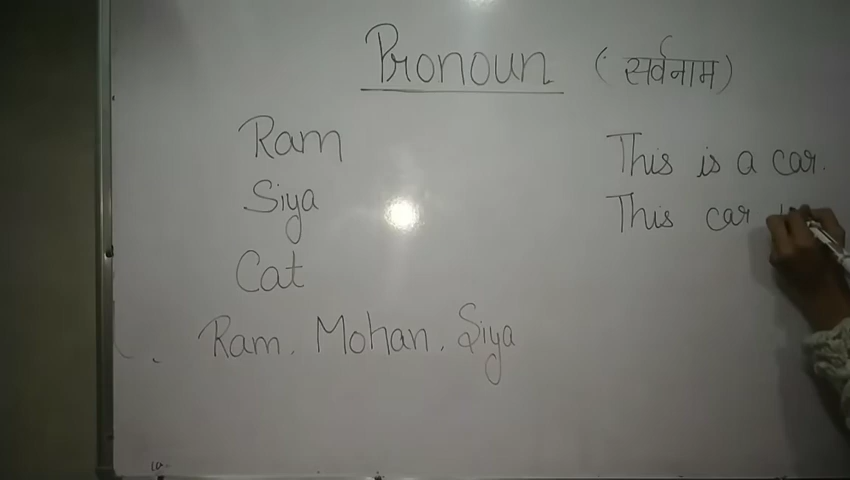 Pronoun (सर्वनाम)
Ram
Siya
Cat
Ram, Mohan, Siya
This is a car.
This car